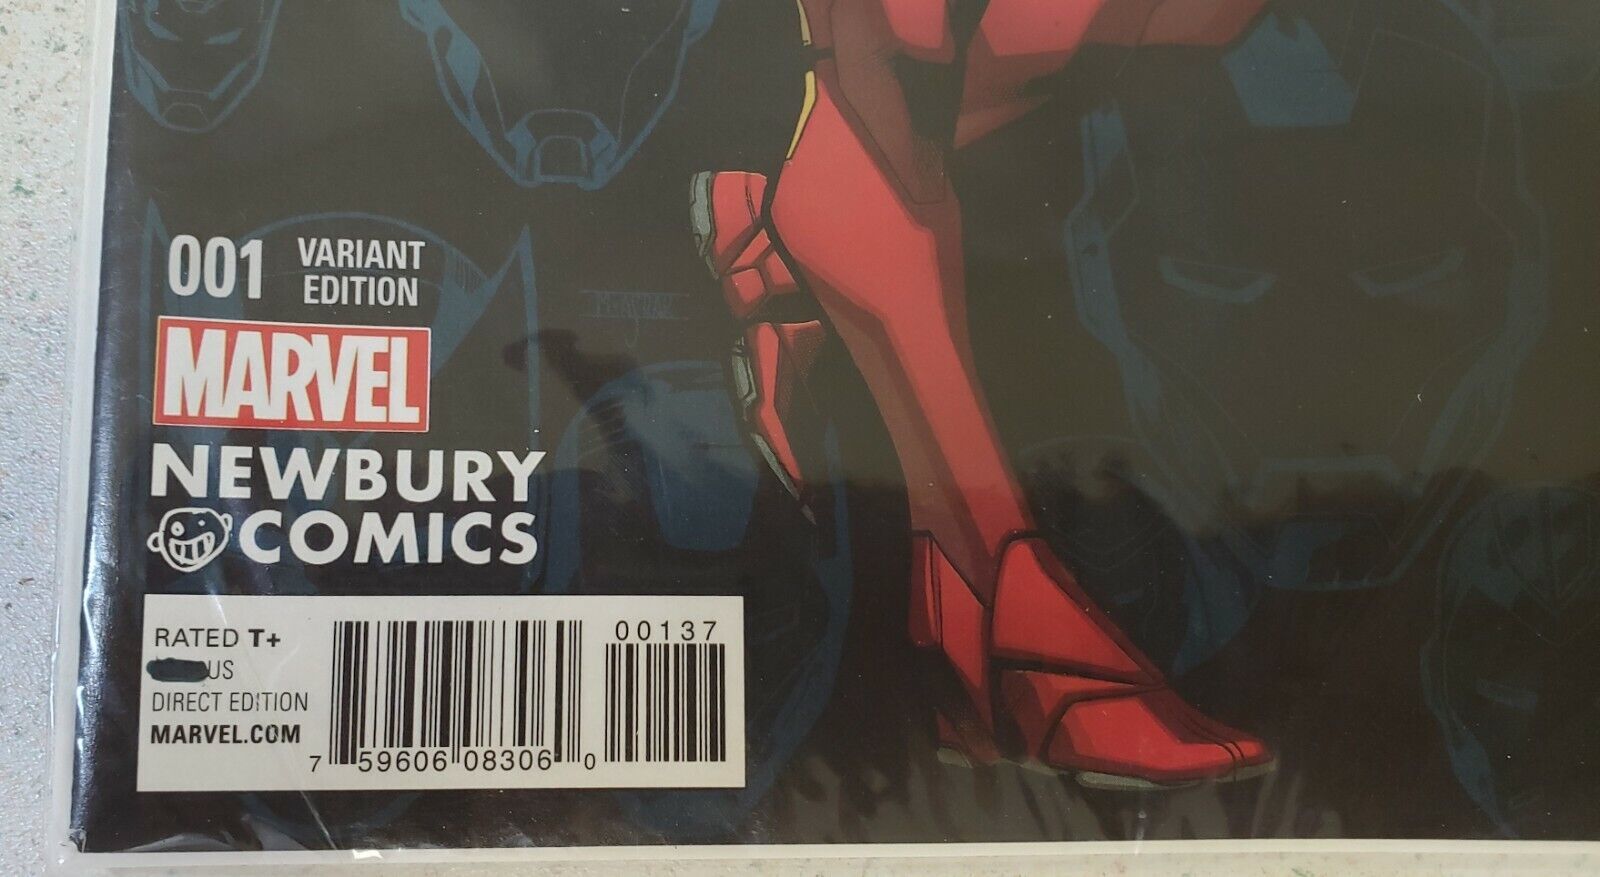 001 VARIANT
EDITION
MARVEL
NEWBURY
COMICS
RATED T+
US
DIRECT EDITION
MARVEL.COM
00137
7 59606 08306 0